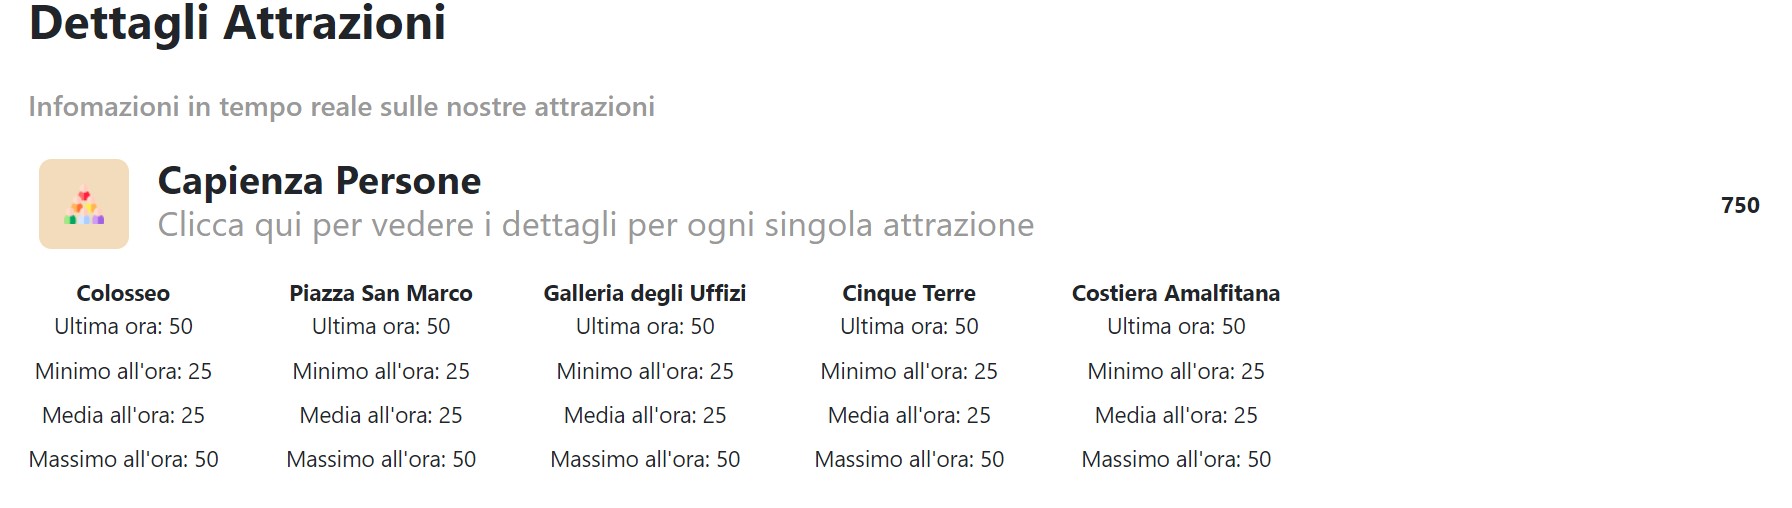 Dettagli Attrazioni
Infomazioni in tempo reale sulle nostre attrazioni
Capienza Persone
Clicca qui per vedere i dettagli per ogni singola attrazione
750
Colosseo
Ultima ora: 50
Minimo all'ora: 25
Media all'ora: 25
Massimo all'ora: 50
Piazza San Marco
Ultima ora: 50
Minimo all'ora: 25
Media all'ora: 25
Massimo all'ora: 50
Galleria degli Uffizi
Ultima ora: 50
Minimo all'ora: 25
Media all'ora: 25
Massimo all'ora: 50
Cinque Terre
Ultima ora: 50
Minimo all'ora: 25
Media all'ora: 25
Massimo all'ora: 50
Costiera Amalfitana
Ultima ora: 50
Minimo all'ora: 25
Media all'ora: 25
Massimo all'ora: 50